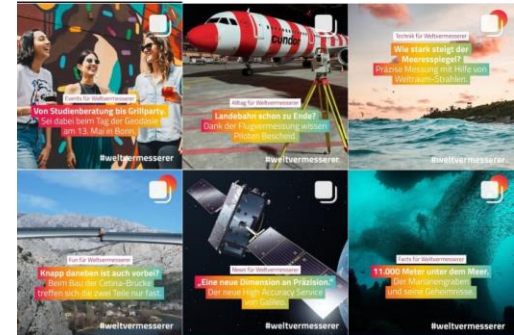 Events für Weltvermesserer
Von Studienberatung bis Grillparty.
Sei dabei beim Tag der Geodäsie
am 13. Mai in Bonn.
#weltvermesserer
condor
Alltag für Weltvermesserer
Landebahn schon zu Ende?
Dank der Flugvermessung wissen
Piloten Bescheid.
#weltvermesserer
Technik für Weltvermesserer
Wie stark steigt der
Meeresspiegel?
Präzise Messung mit Hilfe von
Weltraum-Strahlen.
#weltvermesserer
Fun für Weltvermesserer
Knapp daneben ist auch vorbei?
Beim Bau der Cetina-Brücke
treffen sich die zwei Teile nur fast.
#weltvermesserer
News für Weltvermesserer
„Eine neue Dimension an Präzision."
Der neue High Accuracy Service
von Galileo.
#weltvermesserer
Facts für Weltvermesserer
11.000 Meter unter dem Meer.
Der Marianengraben
und seine Geheimnisse.
#weltvermesserer